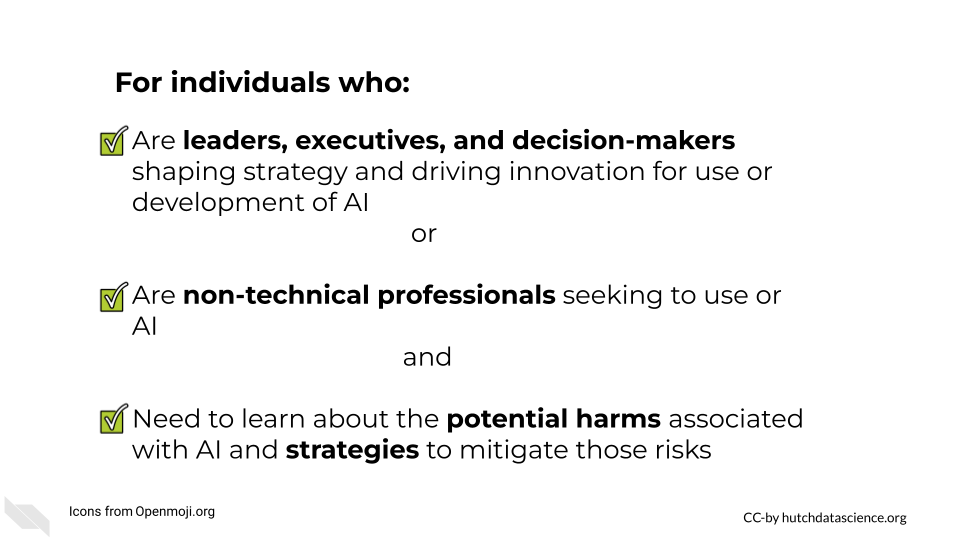 For individuals who:
Are leaders, executives, and decision-makers
shaping strategy and driving innovation for use or
development of AI
or
Are non-technical professionals seeking to use or
AI
and
Need to learn about the potential harms associated
with AI and strategies to mitigate those risks
Icons from Openmoji.org
CC-by hutchdatascience.org